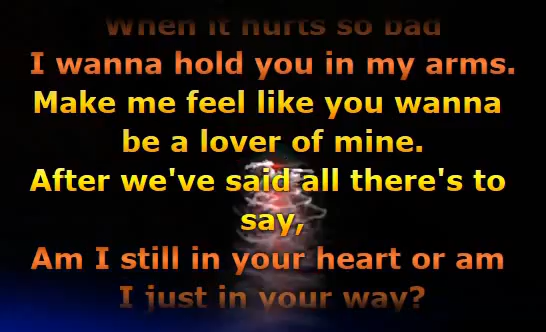 When it hurts so bad
I wanna hold you in my arms.
Make me feel like you wanna
be a lover of mine.
After we've said all there's to
say,
Am I still in your heart or am
I just in your way?